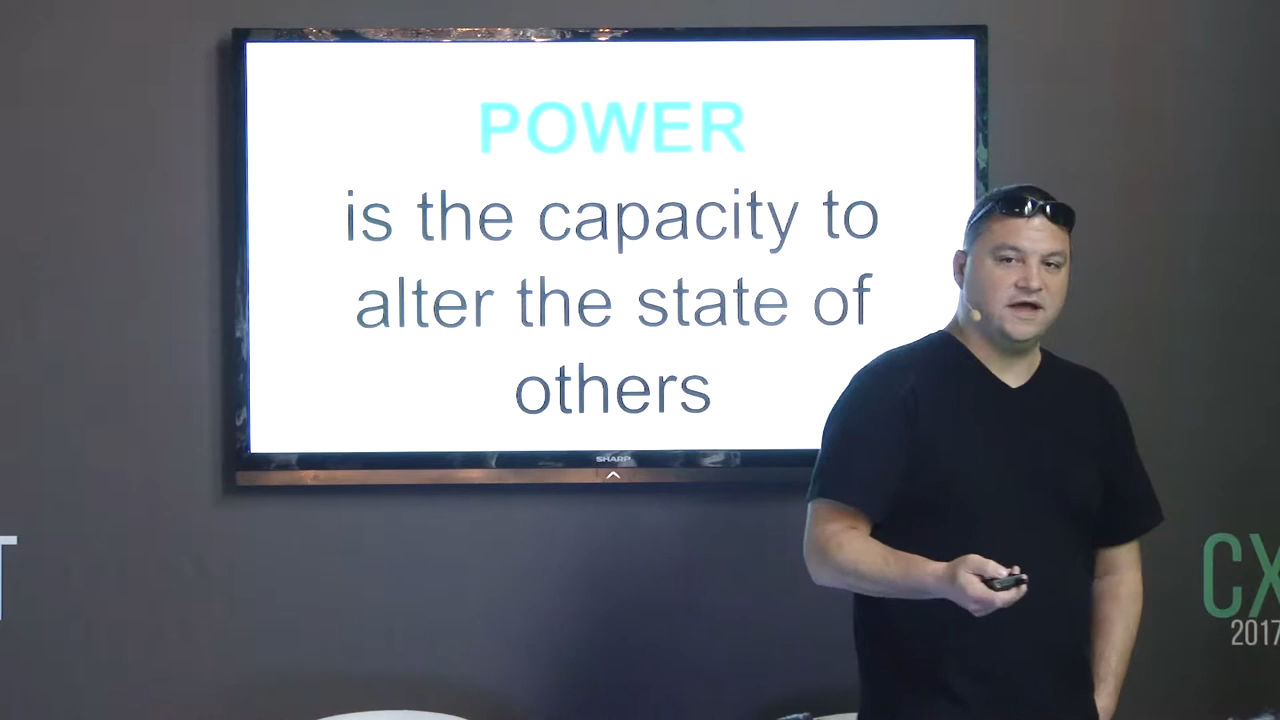 POWER
is the capacity to
alter the state of
others
SHARP
T
CX
2017